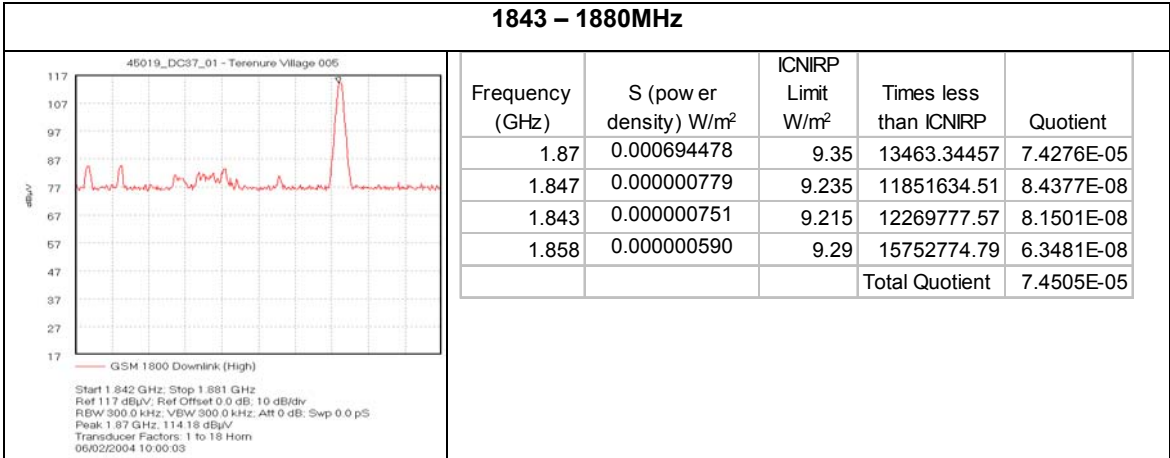 1843 – 1880MHz
45019_DC37_01 - Terenure Village 005
117
107
97
87
77
67
57
47
37
27
17
dBµV
GSM 1800 Downlink (High)
Start 1.842 GHz; Stop 1.881 GHz
Ref 117 dBµV; Ref Offset 0.0 dB; 10 dB/div
RBW 300.0 kHz; VBW 300.0 kHz; Att 0 dB; Swp 0.0 pS
Peak 1.87 GHz, 114.18 dBµV
Transducer Factors: 1 to 18 Horn
06/02/2004 10:00:03
Frequency (GHz) S (pow er density) W/m² ICNIRP Limit W/m² Times less than ICNIRP Quotient
1.87 0.000694478 9.35 13463.34457 7.4276E-05
1.847 0.000000779 9.235 11851634.51 8.4377E-08
1.843 0.000000751 9.215 12269777.57 8.1501E-08
1.858 0.000000590 9.29 15752774.79 6.3481E-08
Total Quotient 7.4505E-05